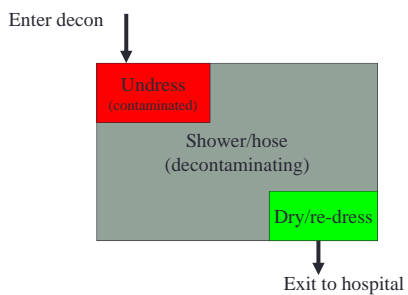 Enter decon
Undress
(contaminated)
Shower/hose
(decontaminating)
Dry/re-dress
Exit to hospital